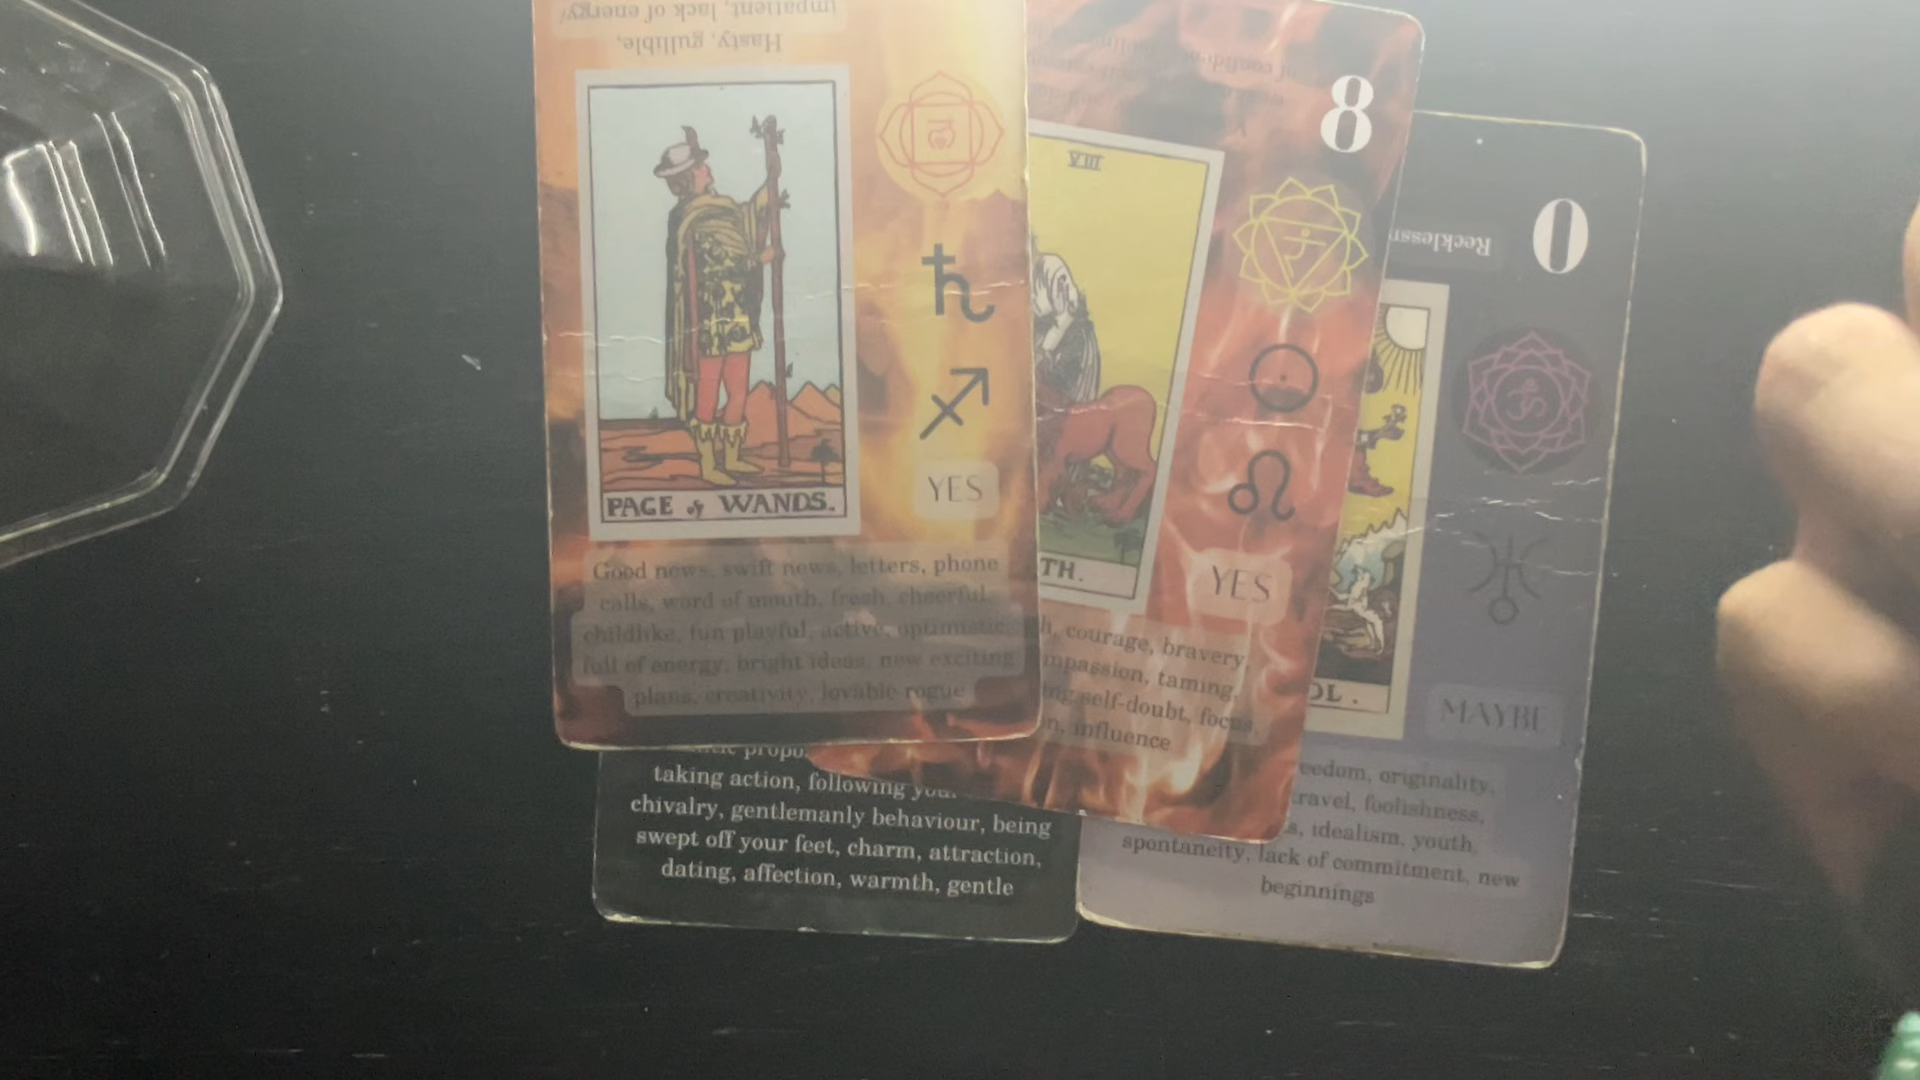 impatient, lack of energy
Hasty, gullible,
PAGE of WANDS.
YES
Good news, swift news, letters, phone
calls, word of mouth, fresh, cheerful,
childlike, fun playful, active, optimistic,
full of energy, bright ideas, new exciting
plans, creativity, lovable rogue
8
of
VIII
TH.
YES
courage, bravery,
taming,
self-doubt, focus,
influence
0
OL.
MAYBE
originality,
travel, foolishness,
idealism, youth,
spontaneity, lack of commitment, new
beginnings
taking action, following
chivalry, gentlemanly behaviour, being
swept off your feet, charm, attraction,
dating, affection, warmth, gentle